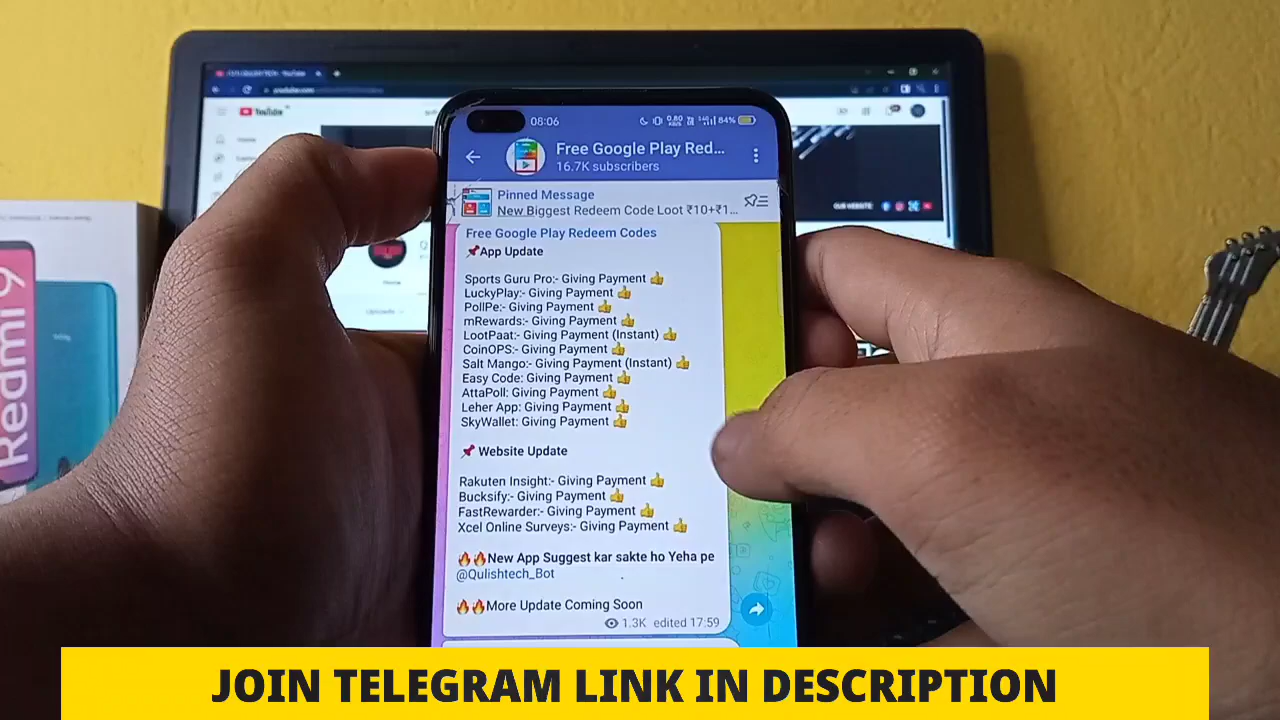 YouTube
Home
OUR WEBSITE:
Redmi 9
08:06
84%
Free Google Play Red...
16.7K subscribers
Pinned Message
New Biggest Redeem Code Loot ₹10+₹1...
Free Google Play Redeem Codes
📌App Update
Sports Guru Pro:- Giving Payment 👍
LuckyPlay:- Giving Payment 👍
PollPe:- Giving Payment 👍
mRewards:- Giving Payment 👍
LootPaat:- Giving Payment (Instant) 👍
CoinOPS:- Giving Payment 👍
Salt Mango:- Giving Payment (Instant) 👍
Easy Code: Giving Payment 👍
AttaPoll: Giving Payment 👍
Leher App: Giving Payment 👍
SkyWallet: Giving Payment 👍
📌 Website Update
Rakuten Insight:- Giving Payment 👍
Bucksify:- Giving Payment 👍
FastRewarder:- Giving Payment 👍
Xcel Online Surveys:- Giving Payment 👍
🔥🔥New App Suggest kar sakte ho Yeha pe
@Qulishtech_Bot
🔥🔥More Update Coming Soon
1.3K edited 17:59
JOIN TELEGRAM LINK IN DESCRIPTION